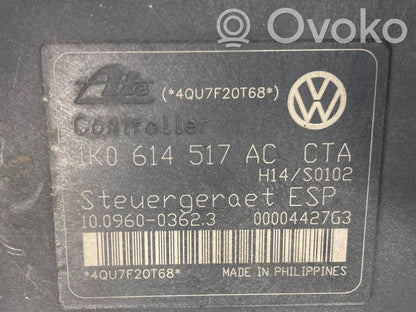 Ovoko
Ate (*4QU7F20T68*)
Controller
1K0 614 517 AC CTA
H14/S0102
Steuergeraet ESP
10.0960-0362.3 00004427G3
*4QU7F20T68* MADE IN PHILIPPINES